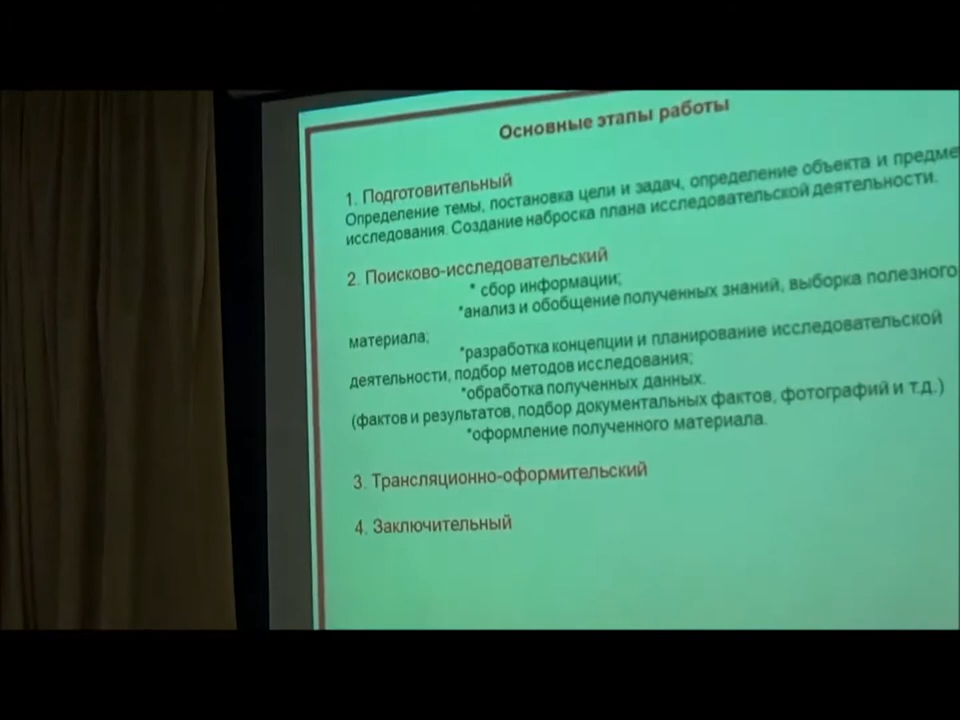 Основные этапы работы
1. Подготовительный
Определение темы, постановка цели и задач, определение объекта и предме
исследования. Создание наброска плана исследовательской деятельности.
2. Поисково-исследовательский
* сбор информации;
*анализ и обобщение полученных знаний, выборка полезного
материала;
*разработка концепции и планирование исследовательской
деятельности, подбор методов исследования;
*обработка полученных данных.
(фактов и результатов, подбор документальных фактов, фотографий и т.д.)
*оформление полученного материала.
3. Трансляционно-оформительский
4. Заключительный